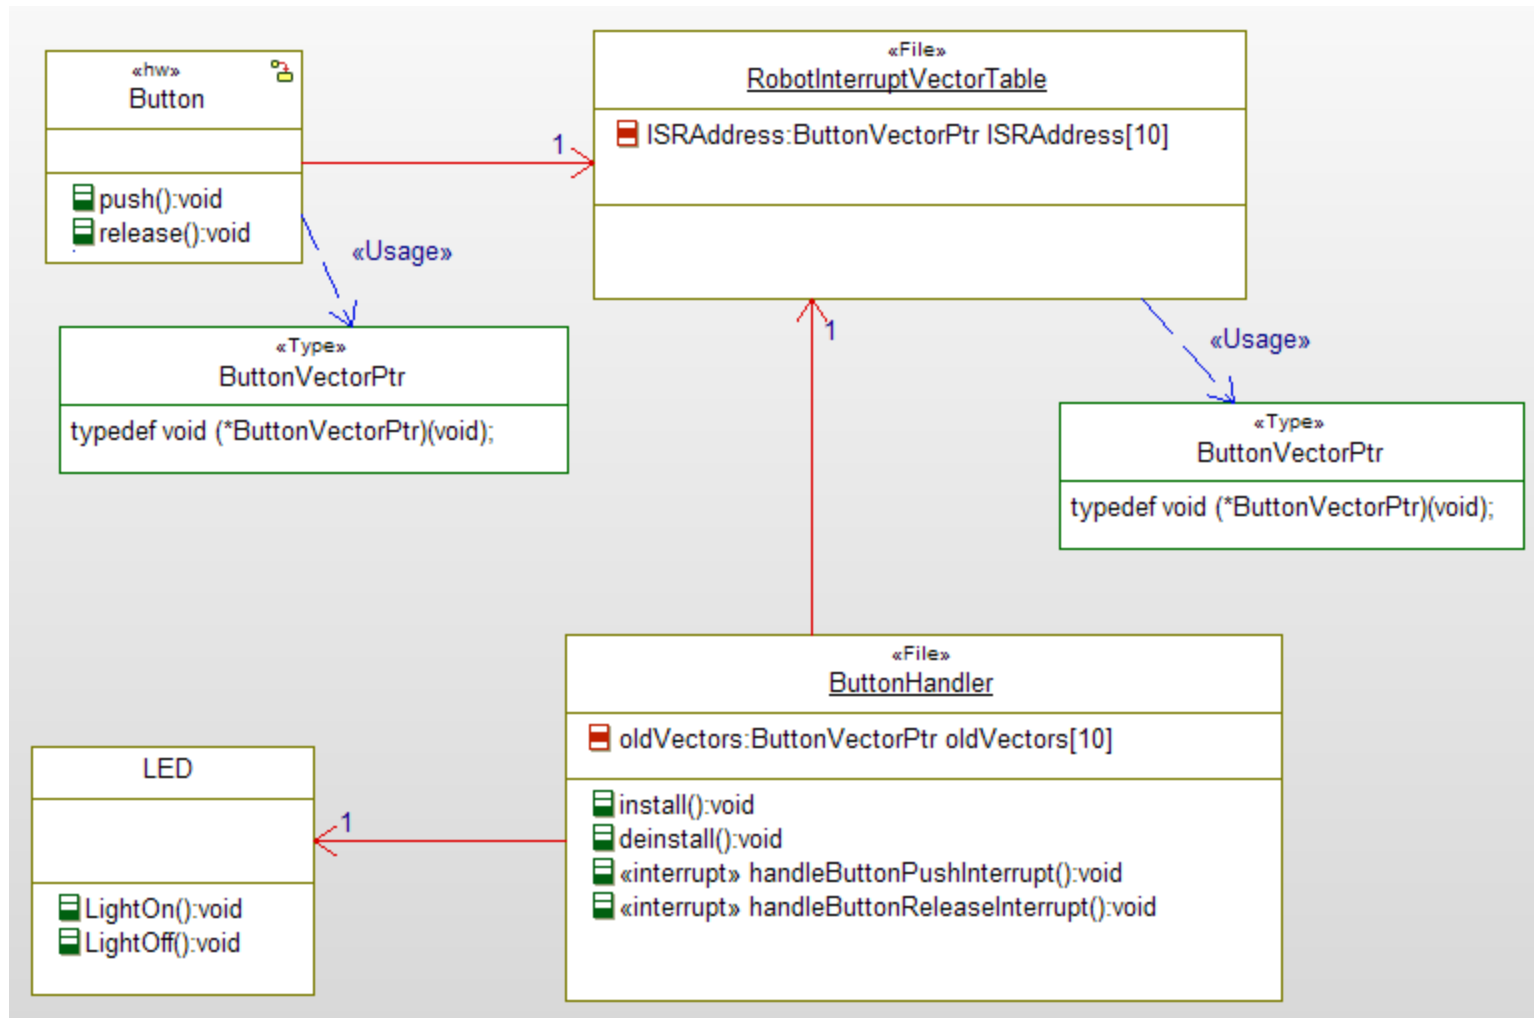 «hw»
Button
push():void
release():void
«File»
RobotInterruptVectorTable
ISRAddress:ButtonVectorPtr ISRAddress[10]
1
«Usage»
«Type»
ButtonVectorPtr
typedef void (*ButtonVectorPtr)(void);
1
«Usage»
«Type»
ButtonVectorPtr
typedef void (*ButtonVectorPtr)(void);
«File»
ButtonHandler
oldVectors:ButtonVectorPtr oldVectors[10]
install():void
deinstall():void
«interrupt» handleButtonPushInterrupt():void
«interrupt» handleButtonReleaseInterrupt():void
1
LED
LightOn():void
LightOff():void